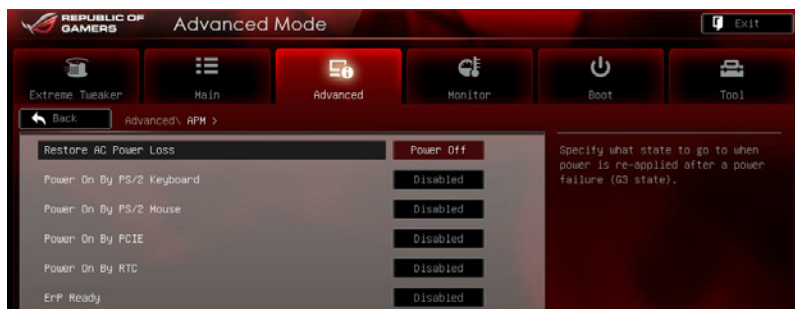 REPUBLIC OF
GAMERS
Advanced Mode
Exit
Extreme Tweaker
Main
Advanced
Monitor
Boot
Tool
Back
Advanced\ APM >
Restore AC Power Loss
Power Off
Specify what state to go to when
power is re-applied after a power
failure (G3 state).
Power On By PS/2 Keyboard
Disabled
Power On By PS/2 Mouse
Disabled
Power On By PCIE
Disabled
Power On By RTC
Disabled
ErP Ready
Disabled